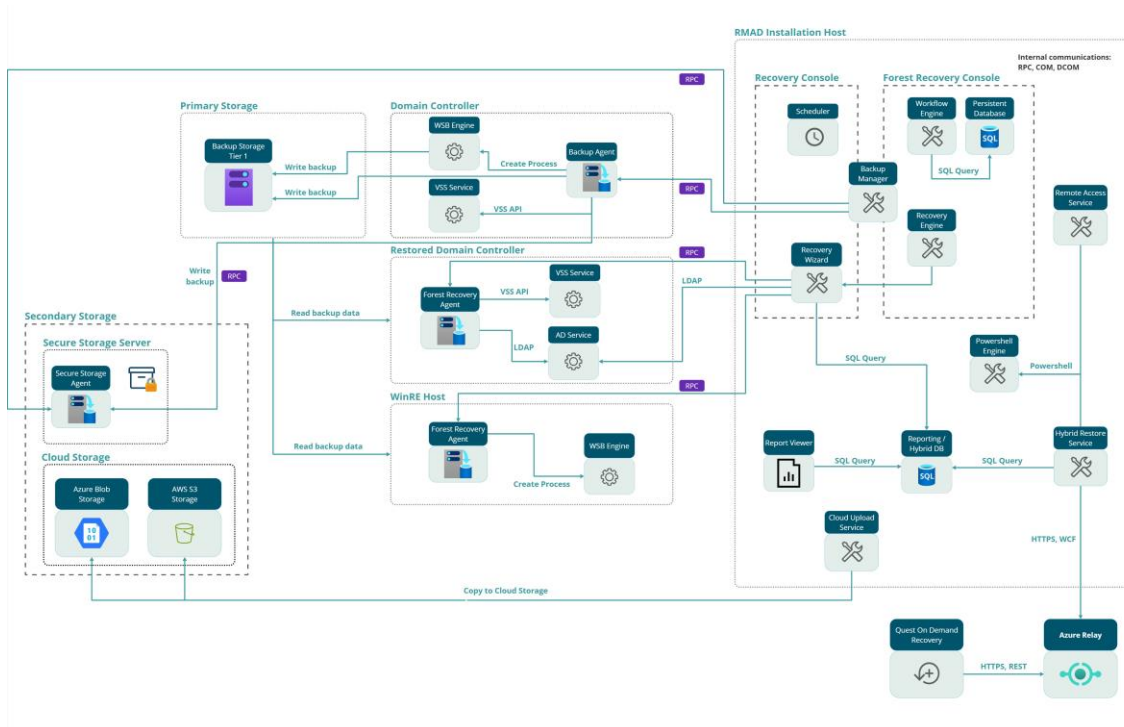 RMAD Installation Host
Internal communications:
RPC, COM, DCOM
RPC
Recovery Console
Forest Recovery Console
Primary Storage
Domain Controller
Scheduler
Workflow
Engine
Persistent
Database
SQL
WSB Engine
Backup Storage
Tier 1
Write backup
Create Process
Backup Agent
SQL Query
Backup
Manager
VSS Service
Write backup
RPC
Remote Access
Service
VSS API
Recovery
Engine
Restored Domain Controller
RPC
Recovery
Wizard
Write
backup
RPC
VSS Service
LDAP
Forest Recovery
Agent
VSS API
Secondary Storage
Read backup data
AD Service
Secure Storage Server
LDAP
Powershell
Engine
SQL Query
Powershell
Secure Storage
Agent
RPC
WinRE Host
Forest Recovery
Agent
WSB Engine
Report Viewer
Reporting /
Hybrid DB
Hybrid Restore
Service
Read backup data
Cloud Storage
SQL Query
SQL Query
SQL
Azure Blob
Storage
AWS S3
Storage
Create Process
10
01
Cloud Upload
Service
HTTPS, WCF
Copy to Cloud Storage
Quest On Demand
Recovery
Azure Relay
HTTPS, REST